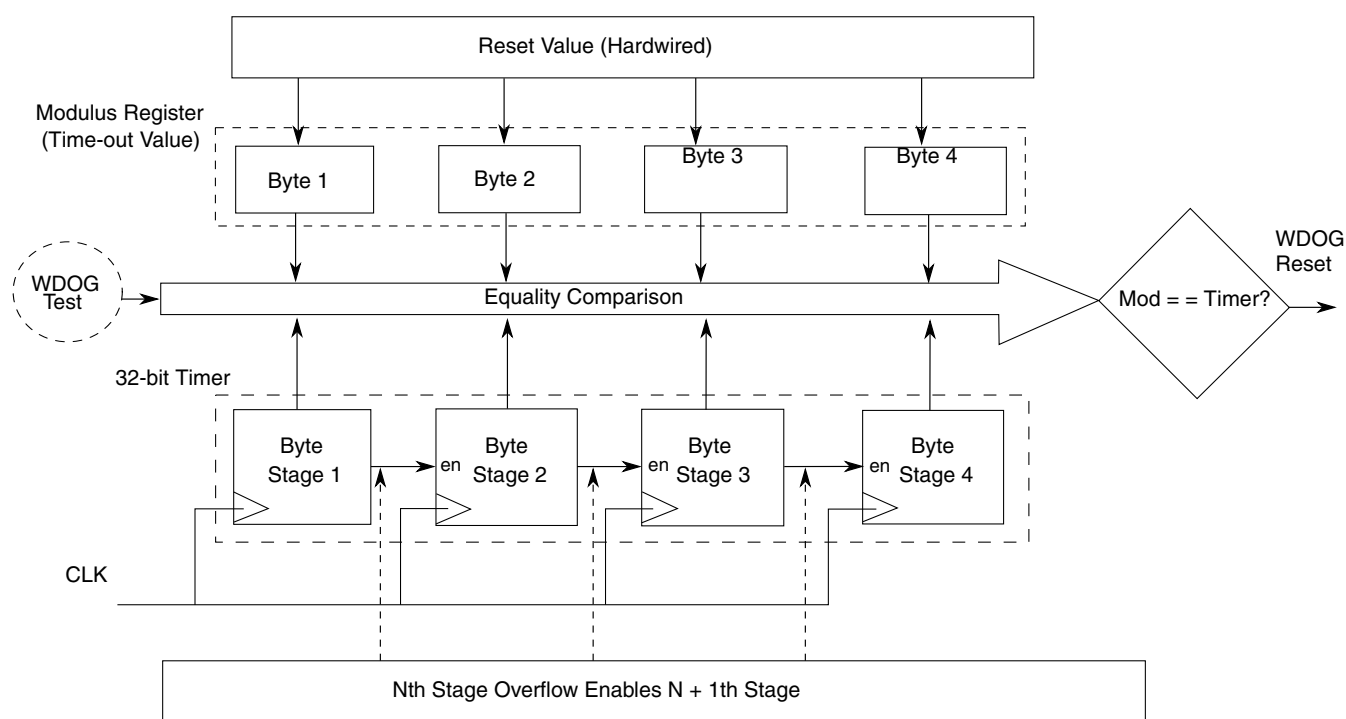 Reset Value (Hardwired)
Modulus Register
(Time-out Value)
Byte 1
Byte 2
Byte 3
Byte 4
WDOG
Test
Equality Comparison
Mod = = Timer?
WDOG
Reset
32-bit Timer
Byte
Stage 1
en
Byte
Stage 2
en
Byte
Stage 3
en
Byte
Stage 4
CLK
Nth Stage Overflow Enables N + 1th Stage